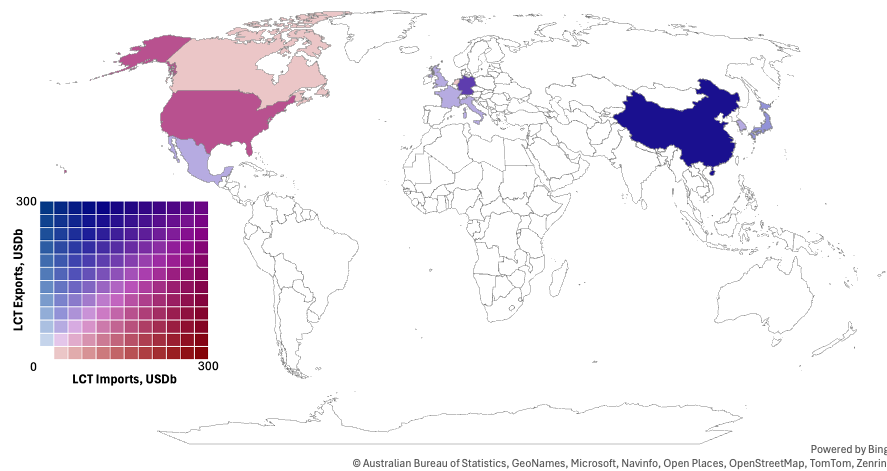 300
LCT Exports, USDb
0
300
LCT Imports, USDb
Powered by Bing
© Australian Bureau of Statistics, GeoNames, Microsoft, Navinfo, Open Places, OpenStreetMap, TomTom, Zenrin